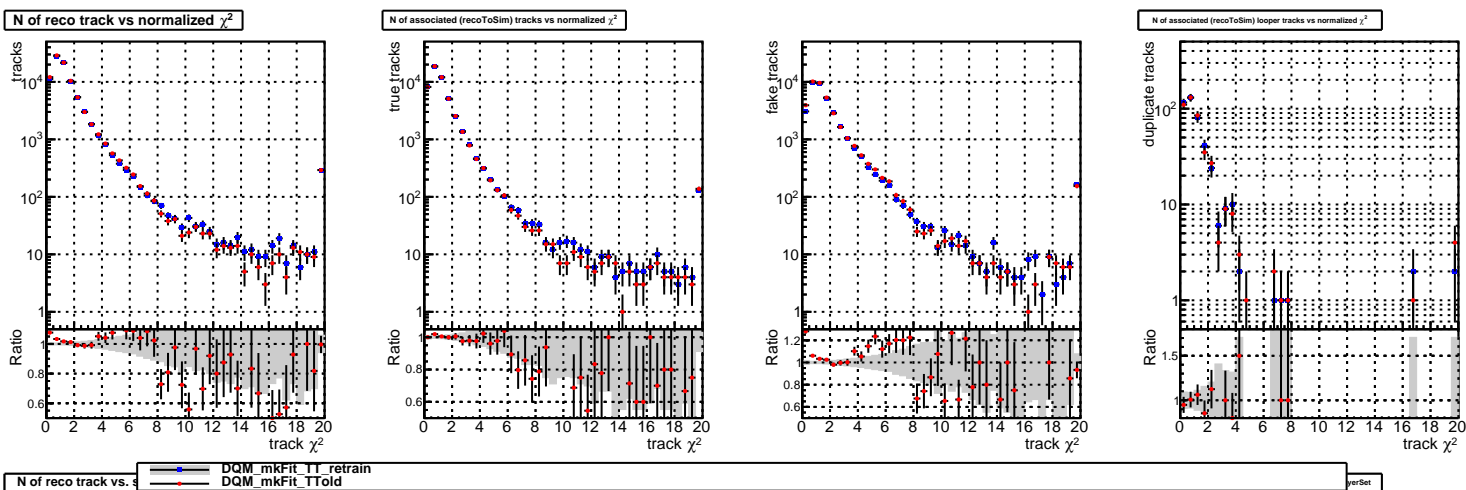 N of reco track vs normalized χ²
N of associated (recoToSim) tracks vs normalized χ²
N of associated (recoToSim) looper tracks vs normalized χ²
tracks
10⁴
10³
10²
10
1
Ratio
1
0.8
0.6
0 2 4 6 8 10 12 14 16 18 20
track χ²
true tracks
10⁴
10³
10²
10
1
Ratio
1
0.8
0.6
0 2 4 6 8 10 12 14 16 18 20
track χ²
fake tracks
10⁴
10³
10²
10
1
Ratio
1.2
1
0.8
0.6
0 2 4 6 8 10 12 14 16 18 20
track χ²
duplicate tracks
10²
10
1
Ratio
1.5
1
0 2 4 6 8 10 12 14 16 18 20
track χ²
N of reco track vs. s
DQM_mkFit_TT_retrain
DQM_mkFit_TTold
yerSet